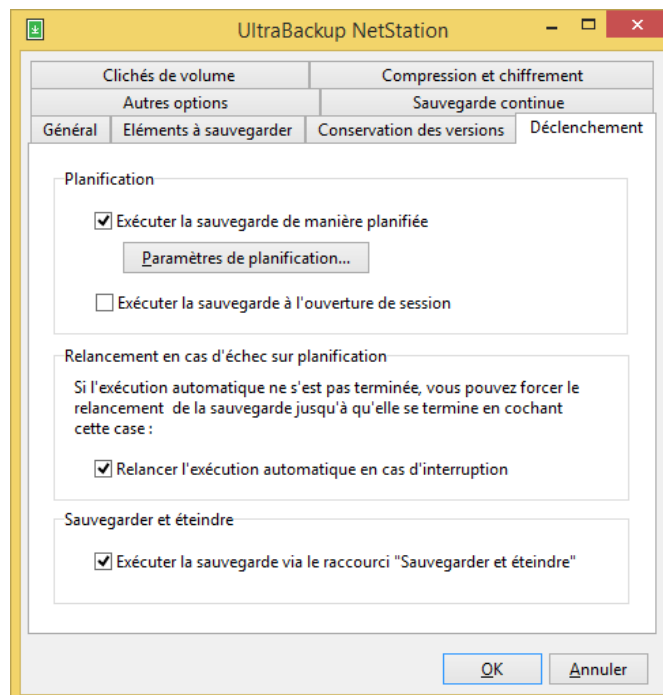 UltraBackup NetStation
Clichés de volume
Compression et chiffrement
Autres options
Sauvegarde continue
Général
Eléments à sauvegarder
Conservation des versions
Déclenchement
Planification
Exécuter la sauvegarde de manière planifiée
Paramètres de planification...
Exécuter la sauvegarde à l'ouverture de session
Relancement en cas d'échec sur planification
Si l'exécution automatique ne s'est pas terminée, vous pouvez forcer le
relancement de la sauvegarde jusqu'à qu'elle se termine en cochant
cette case :
Relancer l'exécution automatique en cas d'interruption
Sauvegarder et éteindre
Exécuter la sauvegarde via le raccourci "Sauvegarder et éteindre"
OK
Annuler